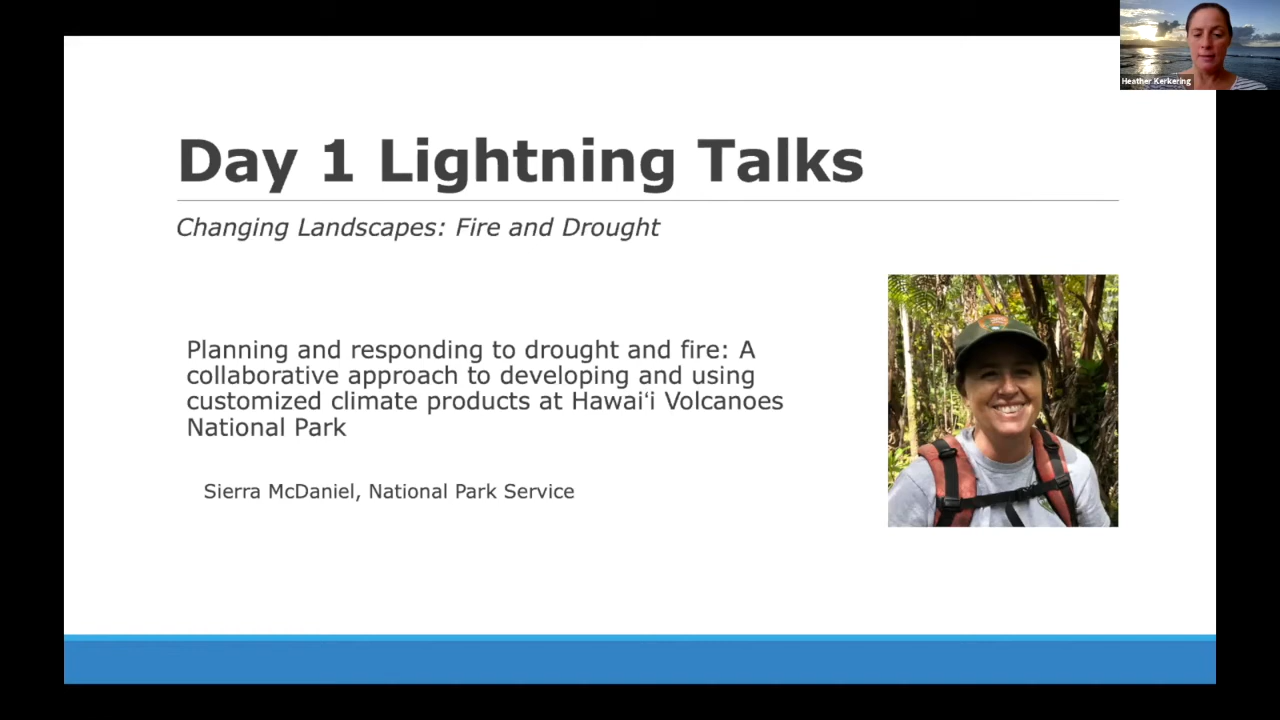 Heather Kerkering
Day 1 Lightning Talks
Changing Landscapes: Fire and Drought
Planning and responding to drought and fire: A
collaborative approach to developing and using
customized climate products at Hawaiʻi Volcanoes
National Park
Sierra McDaniel, National Park Service